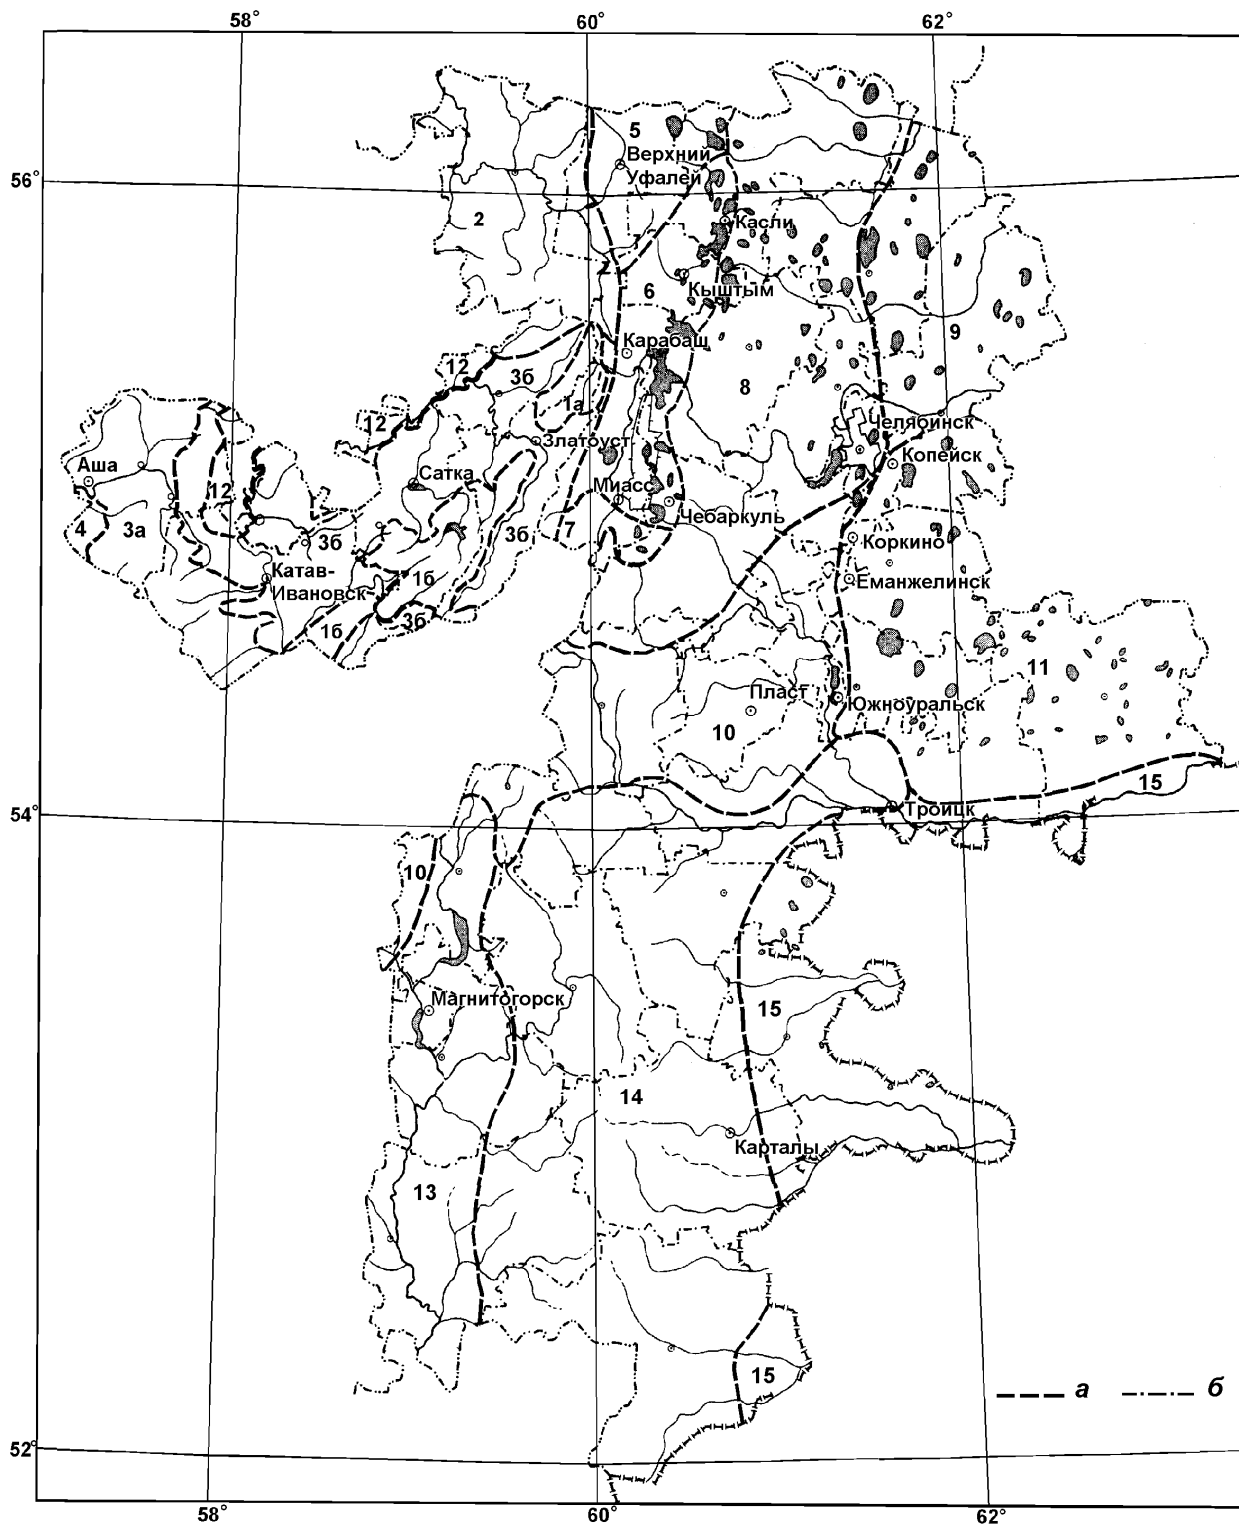 58°
60°
62°
5
Верхний
Уфалей
56°
2
Касли
Кыштым
6
9
Карабаш
12
3б
8
1а
12
Челябинск
Златоуст
Копейск
Аша
Сатка
Миасс
12
Чебаркуль
4
3а
3б
3б
7
Коркино
Катав-
Ивановск
1б
Еманжелинск
3б
1б
11
Пласт
Южноуральск
10
15
54°
Троицк
10
15
Магнитогорск
14
Карталы
13
15
а
б
52°
58°
60°
62°